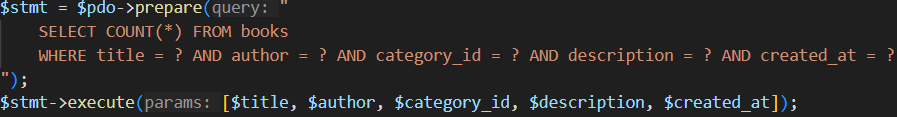 $stmt = $pdo->prepare(query: "
SELECT COUNT(*) FROM books
WHERE title = ? AND author = ? AND category_id = ? AND description = ? AND created_at = ?
");
$stmt->execute(params: [$title, $author, $category_id, $description, $created_at]);